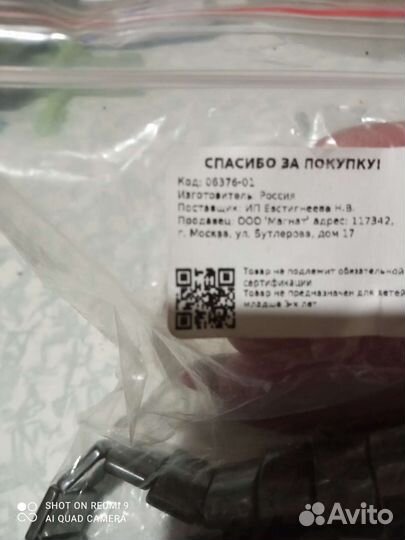 СПАСИБО ЗА ПОКУПКУ!
Код: 06376-01
Изготовитель: Россия
Поставщик: ИП Евстигнеева Н.В.
Продавец: ООО "Магнат" адрес: 117342,
г. Москва, ул. Бутлерова, дом 17
Товар не подлежит обязательной
сертификации
Товар не предназначен для детей
младше 3-х лет
SHOT ON REDMI 9
AI QUAD CAMERA
Avito